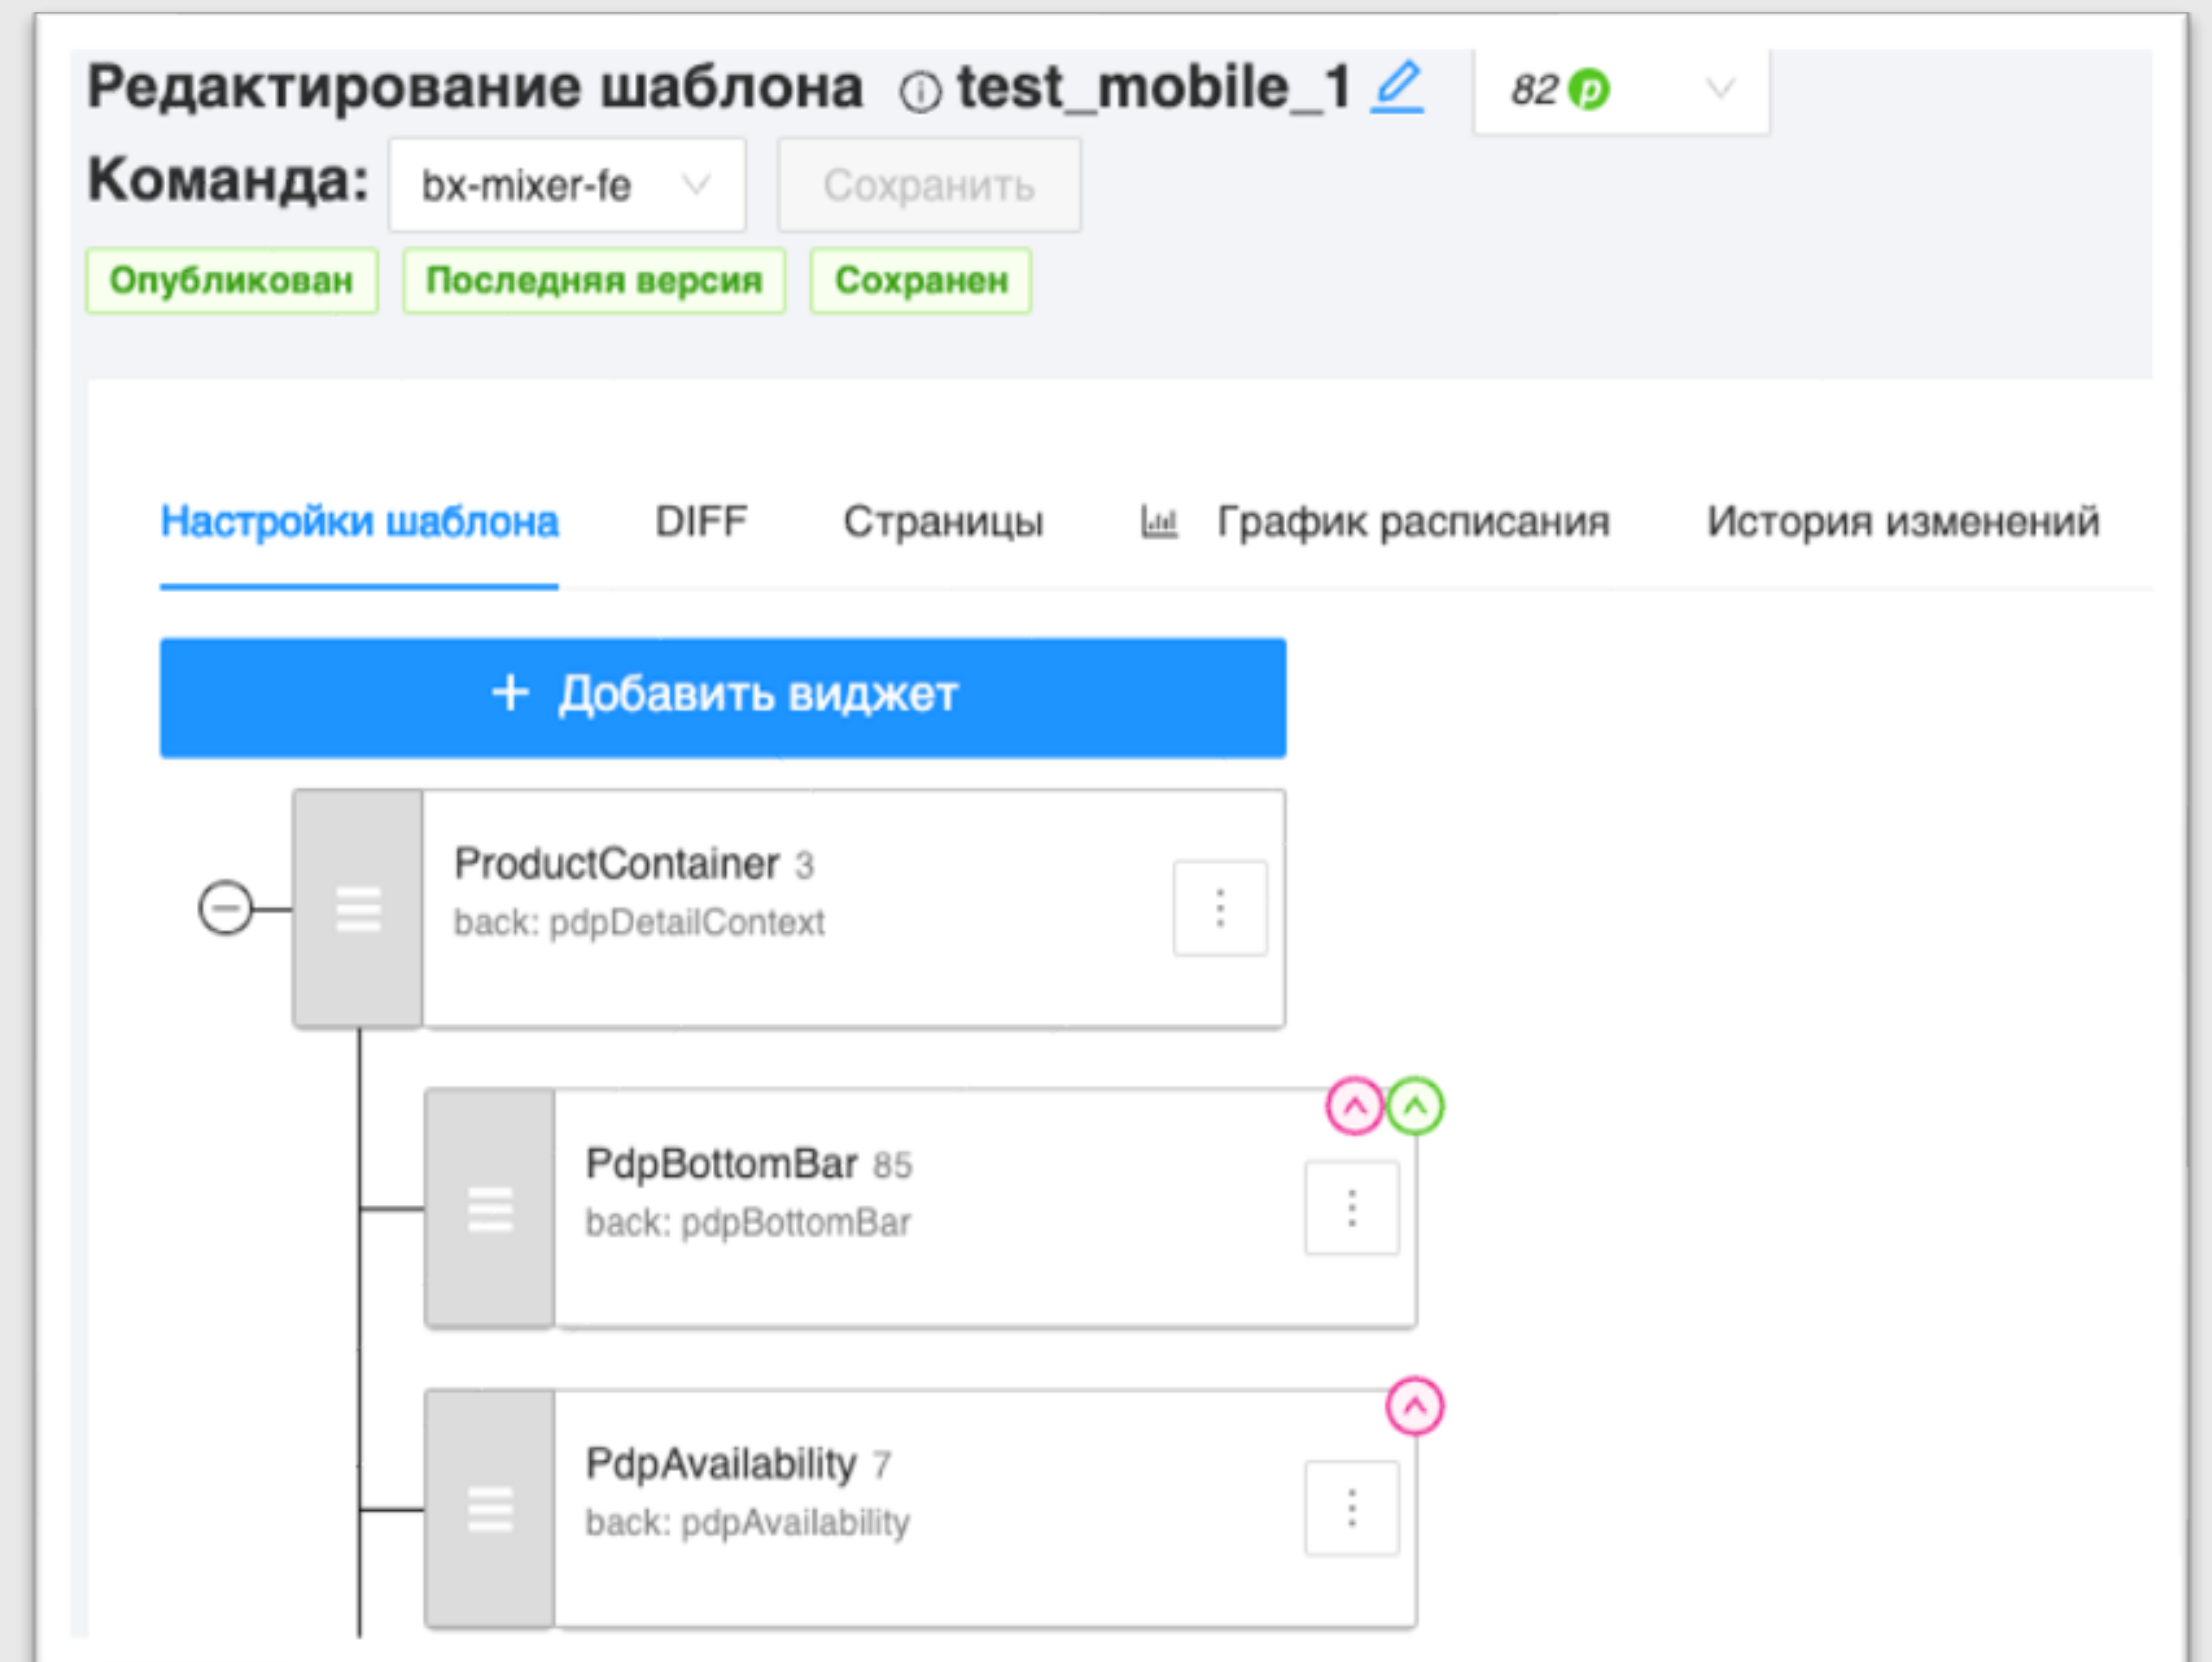 Редактирование шаблона test_mobile_1 82 p
Команда: bx-mixer-fe Сохранить
Опубликован Последняя версия Сохранен
Настройки шаблона DIFF Страницы График расписания История изменений
+ Добавить виджет
ProductContainer 3
back: pdpDetailContext
PdpBottomBar 85
back: pdpBottomBar
PdpAvailability 7
back: pdpAvailability